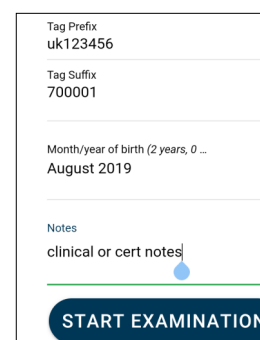 Tag Prefix
uk123456
Tag Suffix
700001
Month/year of birth (2 years, 0 ...
August 2019
Notes
clinical or cert notes
START EXAMINATION